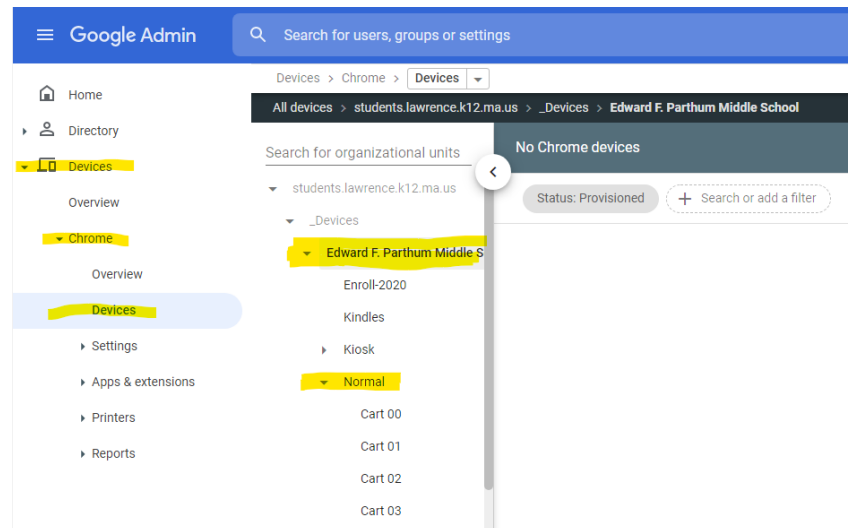 Google Admin
Search for users, groups or settings
Home
Directory
Devices
Overview
Chrome
Overview
Devices
Settings
Apps & extensions
Printers
Reports
Devices > Chrome > Devices
All devices > students.lawrence.k12.ma.us > _Devices > Edward F. Parthum Middle School
Search for organizational units
students.lawrence.k12.ma.us
_Devices
Edward F. Parthum Middle S
Enroll-2020
Kindles
Kiosk
Normal
Cart 00
Cart 01
Cart 02
Cart 03
No Chrome devices
Status: Provisioned
Search or add a filter